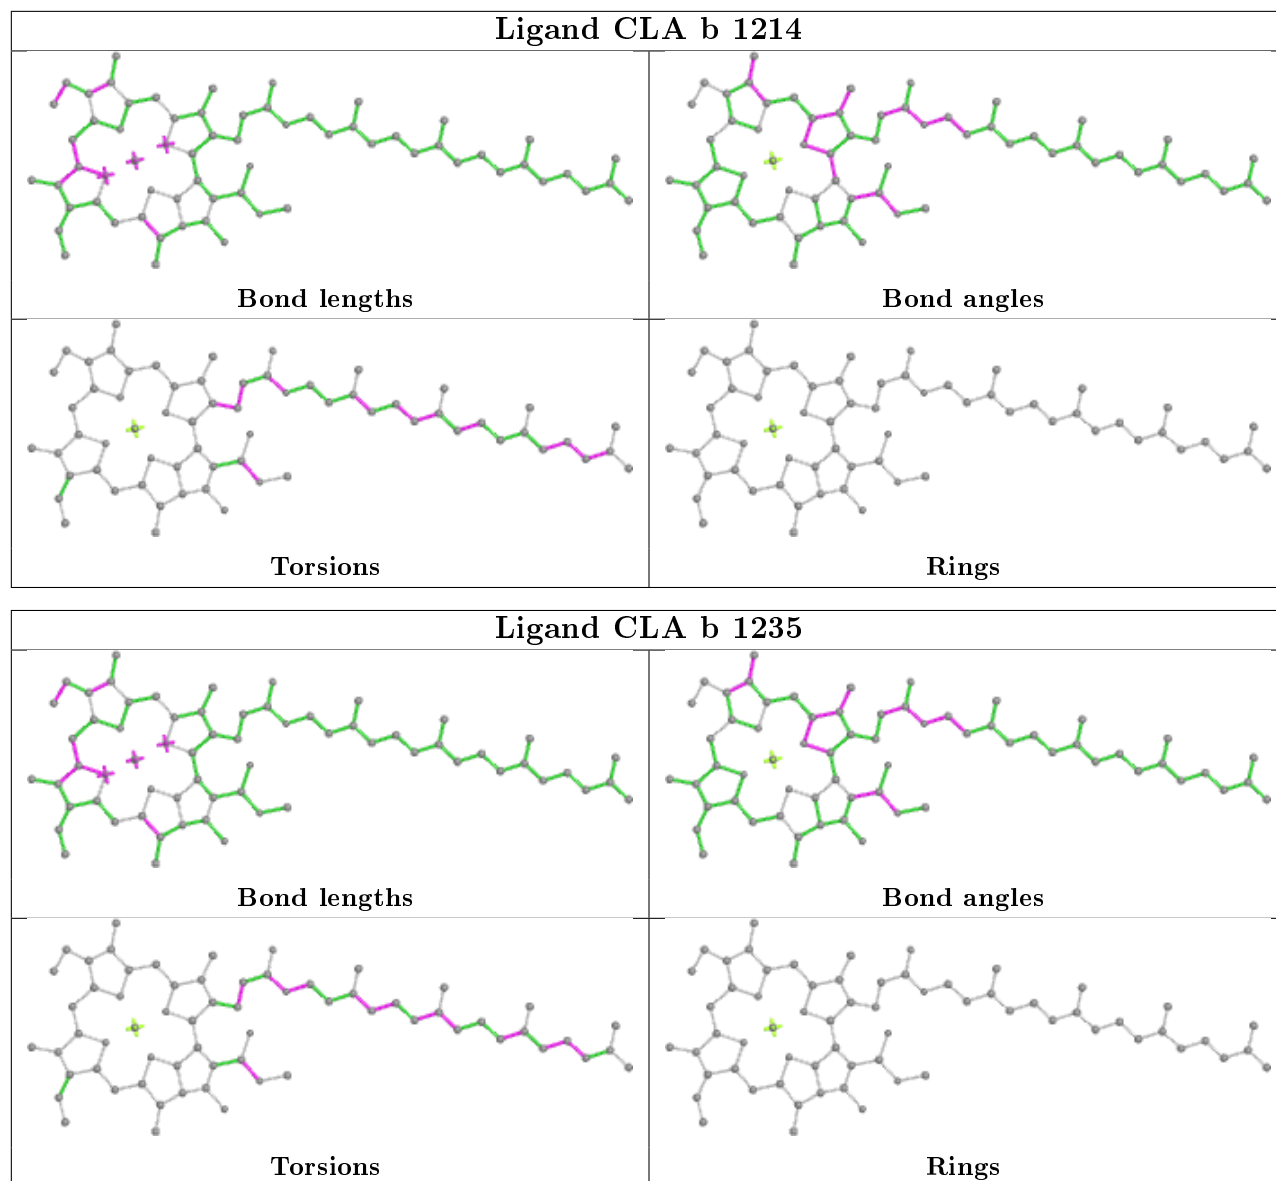 Ligand CLA b 1214
Bond lengths
Bond angles
Torsions
Rings
Ligand CLA b 1235
Bond lengths
Bond angles
Torsions
Rings